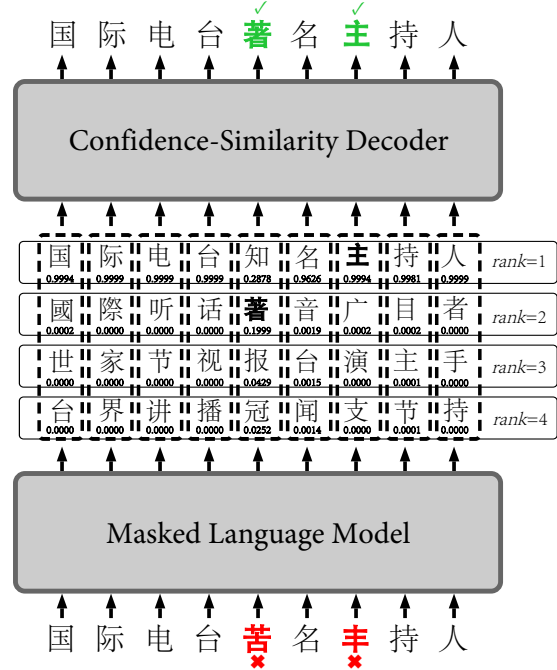 ✓ ✓
国 际 电 台 著 名 主 持 人
Confidence-Similarity Decoder
国 际 电 台 知 名 主 持 人 rank=1
0.9994 0.9999 0.9999 0.9999 0.2878 0.9626 0.9994 0.9981 0.9999
國 際 听 话 著 音 广 目 者 rank=2
0.0002 0.0000 0.0000 0.0000 0.1999 0.0019 0.0002 0.0002 0.0000
世 家 节 视 报 台 演 主 手 rank=3
0.0000 0.0000 0.0000 0.0000 0.0429 0.0015 0.0000 0.0001 0.0000
台 界 讲 播 冠 闻 支 节 持 rank=4
0.0000 0.0000 0.0000 0.0000 0.0252 0.0014 0.0000 0.0001 0.0000
Masked Language Model
国 际 电 台 苦 名 丰 持 人
✖ ✖